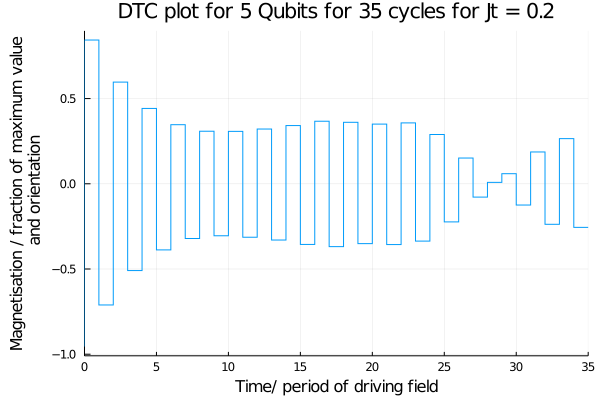 DTC plot for 5 Qubits for 35 cycles for Jt = 0.2
Magnetisation / fraction of maximum value
and orientation
0.5
0.0
−0.5
−1.0
0 5 10 15 20 25 30 35
Time/ period of driving field